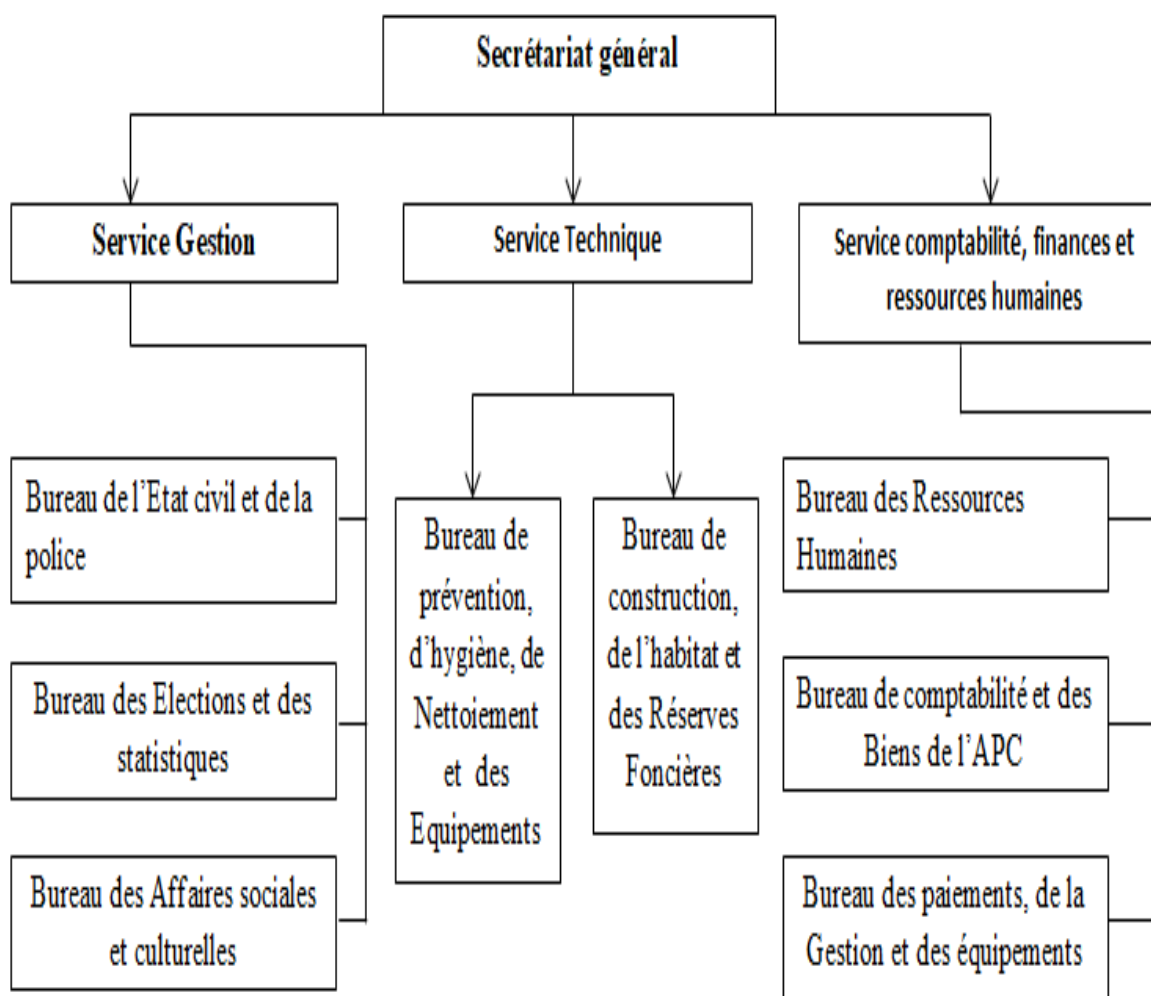 Secrétariat général
Service Gestion
Service Technique
Service comptabilité, finances et
ressources humaines
Bureau de l'Etat civil et de la
police
Bureau des Elections et des
statistiques
Bureau des Affaires sociales
et culturelles
Bureau de
prévention,
d'hygiène, de
Nettoiement
et des
Equipements
Bureau de
construction,
de l'habitat et
des Réserves
Foncières
Bureau des Ressources
Humaines
Bureau de comptabilité et des
Biens de l'APC
Bureau des paiements, de la
Gestion et des équipements